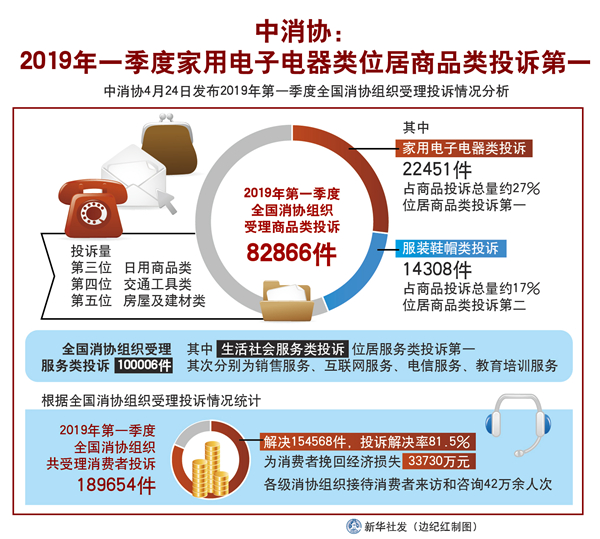 中消协：
2019年一季度家用电子电器类位居商品类投诉第一
中消协4月24日发布2019年第一季度全国消协组织受理投诉情况分析
其中
家用电子电器类投诉
22451件
占商品投诉总量约27%
位居商品类投诉第一
2019年第一季度
全国消协组织
受理商品类投诉
82866件
服装鞋帽类投诉
14308件
占商品投诉总量约17%
位居商品类投诉第二
投诉量
第三位 日用商品类
第四位 交通工具类
第五位 房屋及建材类
全国消协组织受理
服务类投诉 100006件
其中 生活社会服务类投诉 位居服务类投诉第一
其次分别为销售服务、互联网服务、电信服务、教育培训服务
根据全国消协组织受理投诉情况统计
2019年第一季度
全国消协组织
共受理消费者投诉
189654件
解决154568件，投诉解决率81.5%
为消费者挽回经济损失 33730万元
各级消协组织接待消费者来访和咨询42万余人次
新华社发（边纪红制图）